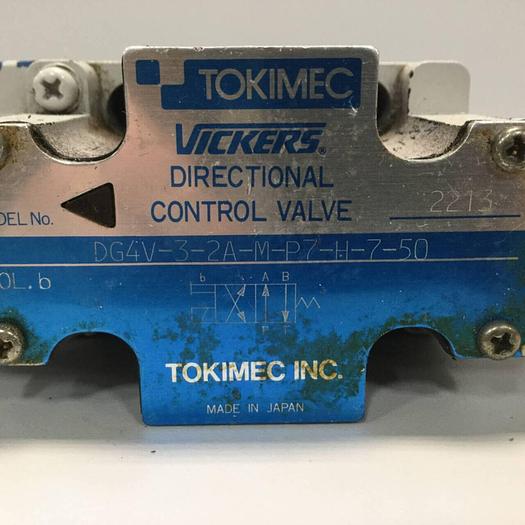 TOKIMEC
VICKERS®
DIRECTIONAL
CONTROL VALVE
2213
DEL No.
DG4V-3-2A-M-P7-H-7-50
OL.b
b A B
TOKIMEC INC.
MADE IN JAPAN